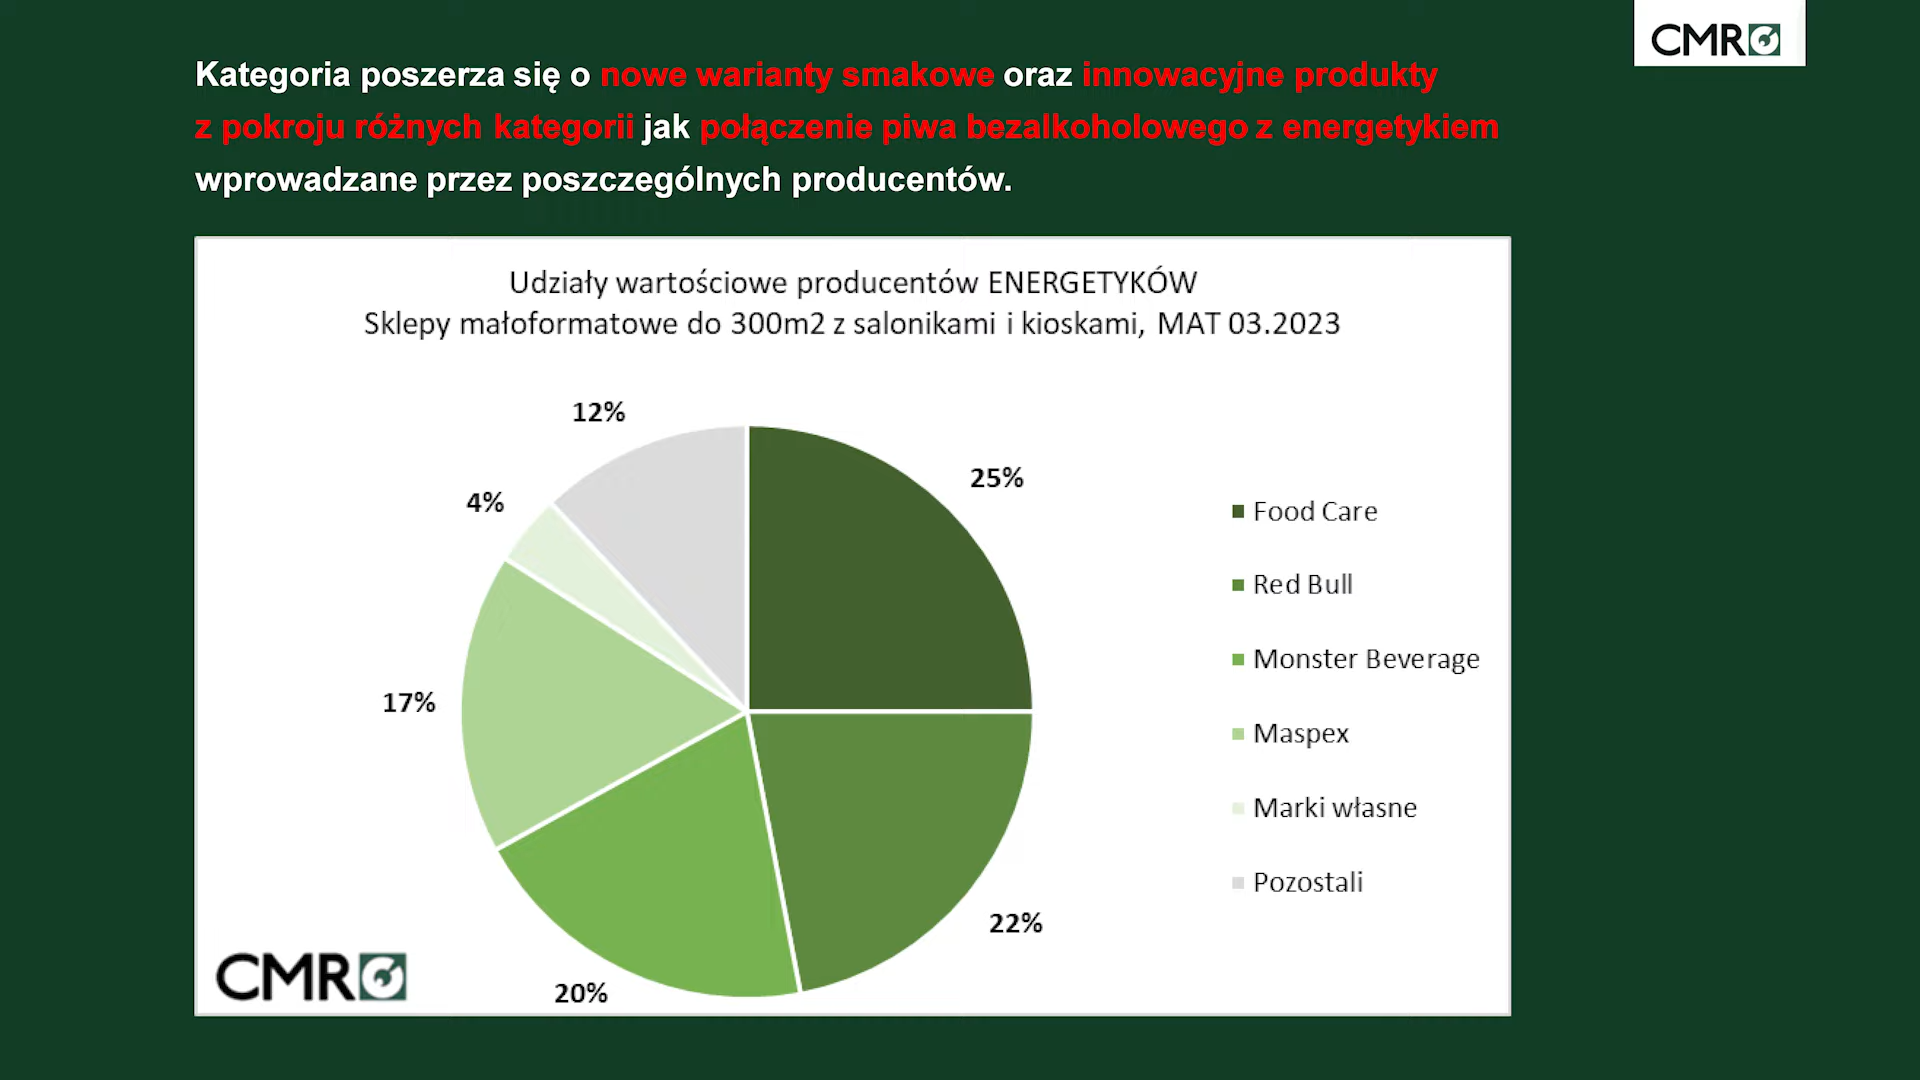 CMR
Kategoria poszerza się o nowe warianty smakowe oraz innowacyjne produkty
z pokroju różnych kategorii jak połączenie piwa bezalkoholowego z energetykiem
wprowadzane przez poszczególnych producentów.
Udziały wartościowe producentów ENERGETYKÓW
Sklepy małoformatowe do 300m2 z salonikami i kioskami, MAT 03.2023
12%
25%
4%
17%
22%
20%
Food Care
Red Bull
Monster Beverage
Maspex
Marki własne
Pozostali
CMR